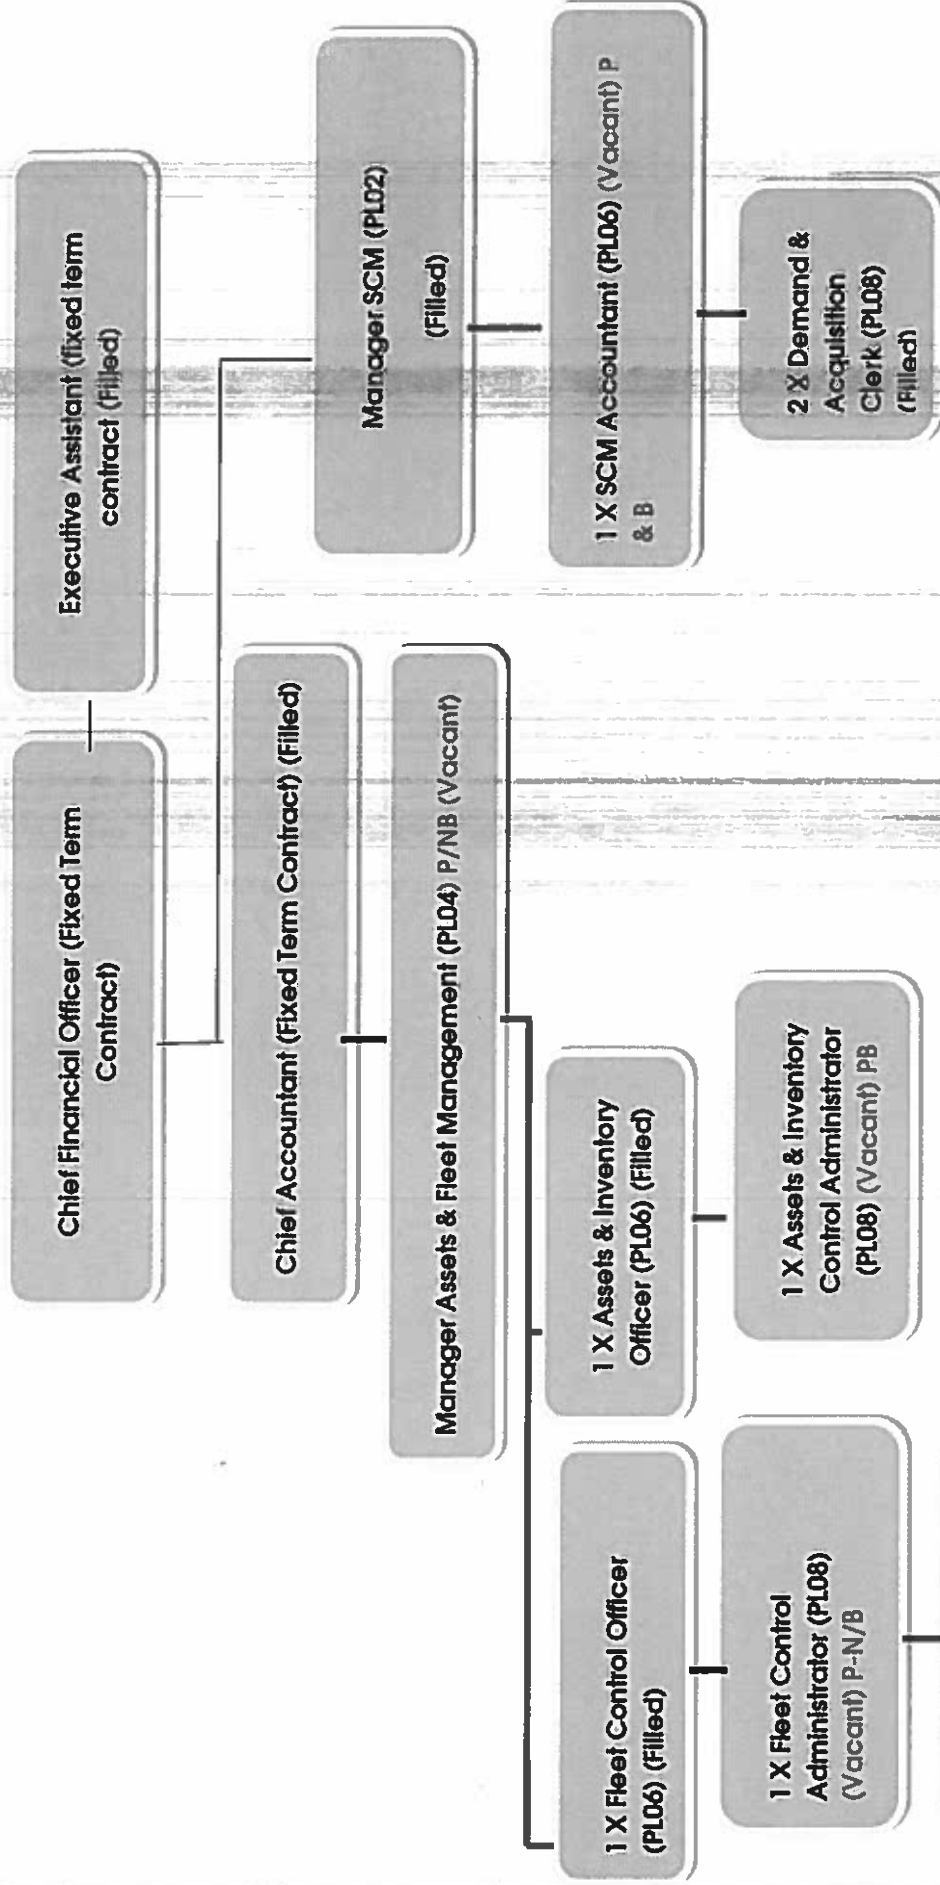 Chief Financial Officer (Fixed Term
Contract)
Executive Assistant (fixed term
contract (Filled)
Chief Accountant (Fixed Term Contract) (Filled)
Manager SCM (PL02)
(Filled)
Manager Assets & Fleet Management (PL04) P/NB (Vacant)
1 X SCM Accountant (PL06) (Vacant) P
& B
1 X Fleet Control Officer
(PL06) (Filled)
1 X Assets & Inventory
Officer (PL06) (Filled)
2 X Demand &
Acquisition
Clerk (PL08)
(Filled)
1 X Fleet Control
Administrator (PL08)
(Vacant) P-N/B
1 X Assets & Inventory
Control Administrator
(PL08) (Vacant) PB